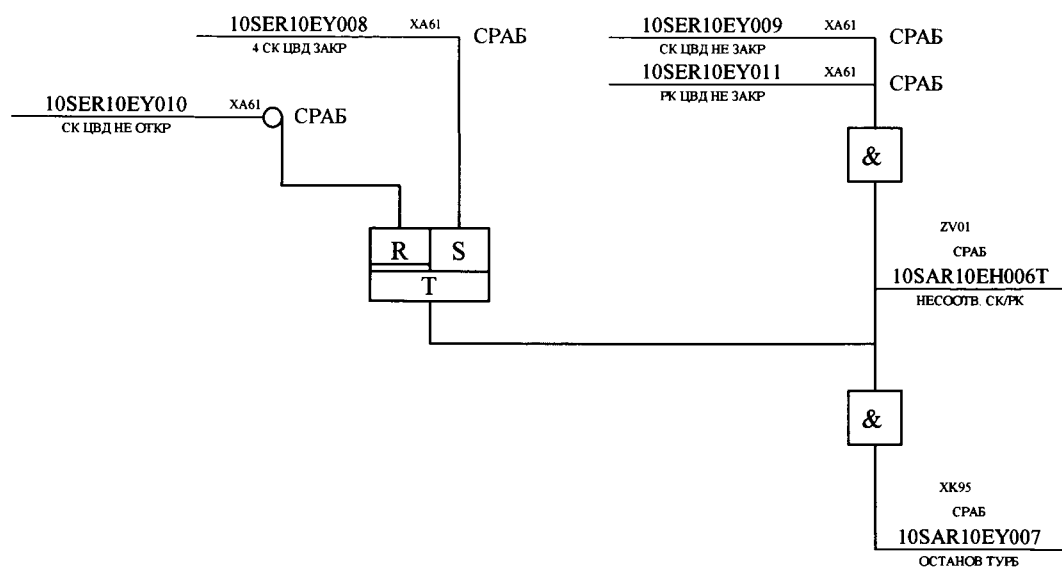 10SER10EY008 XA61 СРАБ
4 СК ЦВД ЗАКР
10SER10EY010 XA61 СРАБ
СК ЦВД НЕ ОТКР
R S
T
10SER10EY009 XA61 СРАБ
СК ЦВД НЕ ЗАКР
10SER10EY011 XA61 СРАБ
РК ЦВД НЕ ЗАКР
&
ZV01
СРАБ
10SAR10EH006T
НЕСООТВ. СК/РК
&
XK95
СРАБ
10SAR10EY007
ОСТАНОВ ТУРБ